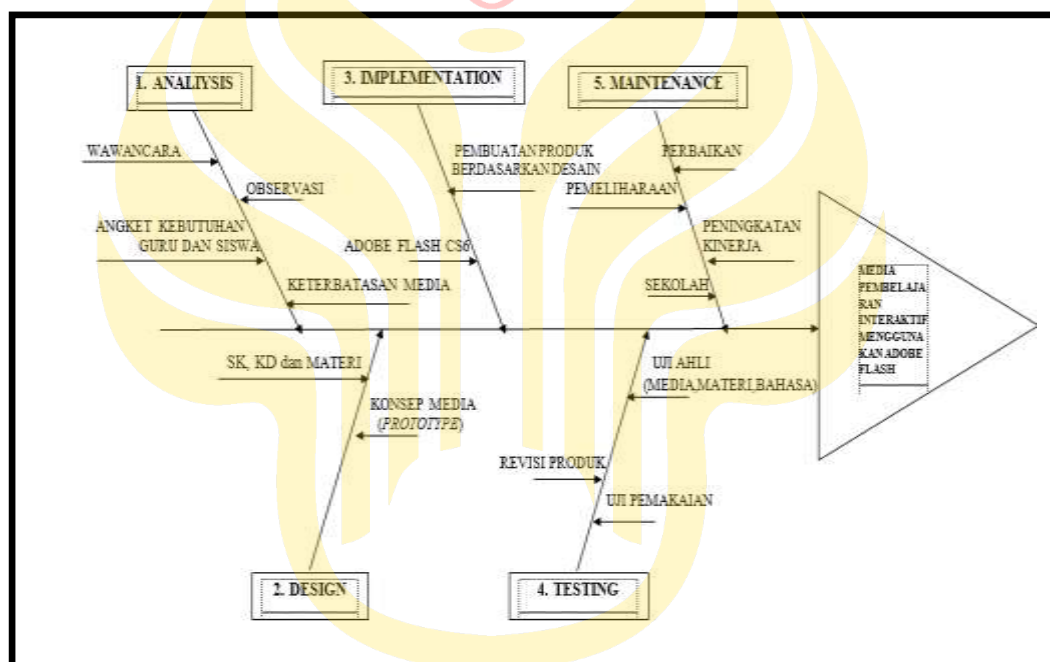 1. ANALIYSIS
3. IMPLEMENTATION
5. MAINTENANCE
WAWANCARA
OBSERVASI
ANGKET KEBUTUHAN
GURU DAN SISWA
KETERBATASAN MEDIA
PEMBUATAN PRODUK
BERDASARKAN DESAIN
ADOBE FLASH CS6
PERBAIKAN
PEMELIHARAAN
PENINGKATAN
KINERJA
SEKOLAH
MEDIA
PEMBELAJA
RAN
INTERAKTIF
MENGGUNA
KAN ADOBE
FLASH
SK, KD dan MATERI
KONSEP MEDIA
(PROTOTYPE)
UJI AHLI
(MEDIA,MATERI,BAHASA)
REVISI PRODUK
UJI PEMAKAIAN
2. DESIGN
4. TESTING